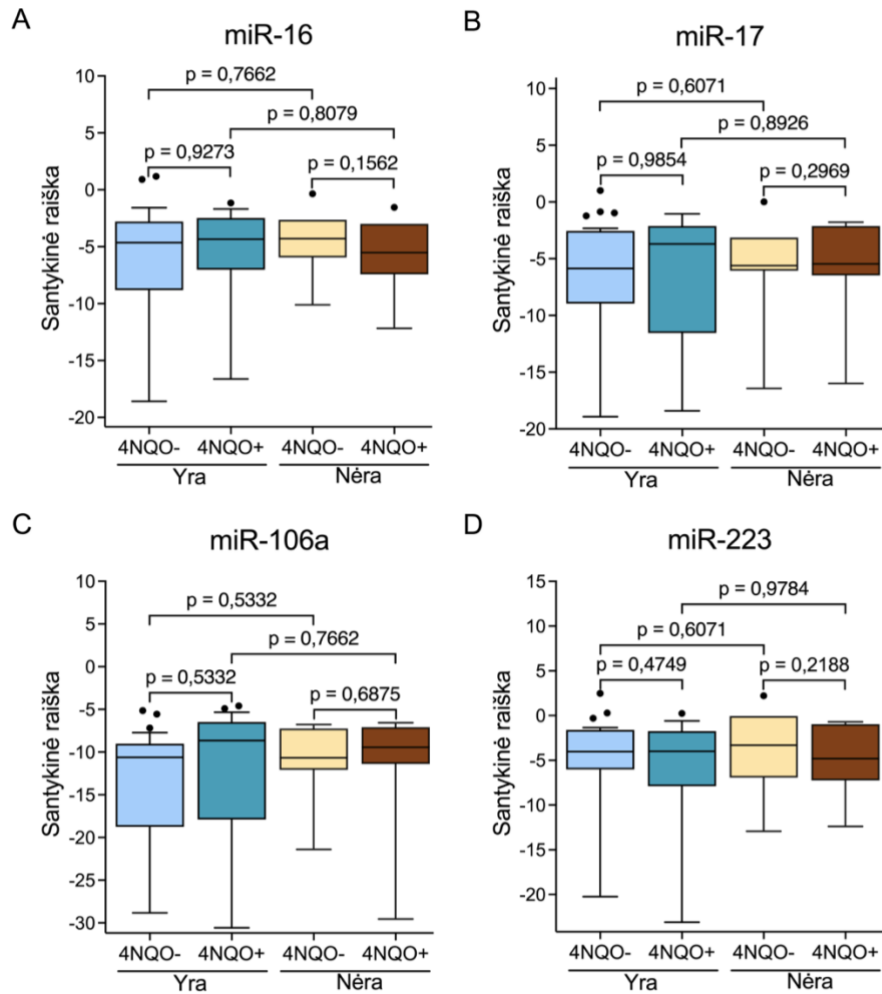 A
miR-16
Santykinė raiška
10
5
0
-5
-10
-15
-20
p = 0,7662
p = 0,8079
p = 0,9273
p = 0,1562
4NQO- 4NQO+ 4NQO- 4NQO+
Yra Nėra
B
miR-17
Santykinė raiška
10
5
0
-5
-10
-15
-20
p = 0,6071
p = 0,8926
p = 0,9854
p = 0,2969
4NQO- 4NQO+ 4NQO- 4NQO+
Yra Nėra
C
miR-106a
Santykinė raiška
10
5
0
-5
-10
-15
-20
-25
-30
p = 0,5332
p = 0,7662
p = 0,5332
p = 0,6875
4NQO- 4NQO+ 4NQO- 4NQO+
Yra Nėra
D
miR-223
Santykinė raiška
15
10
5
0
-5
-10
-15
-20
p = 0,9784
p = 0,6071
p = 0,4749
p = 0,2188
4NQO- 4NQO+ 4NQO- 4NQO+
Yra Nėra